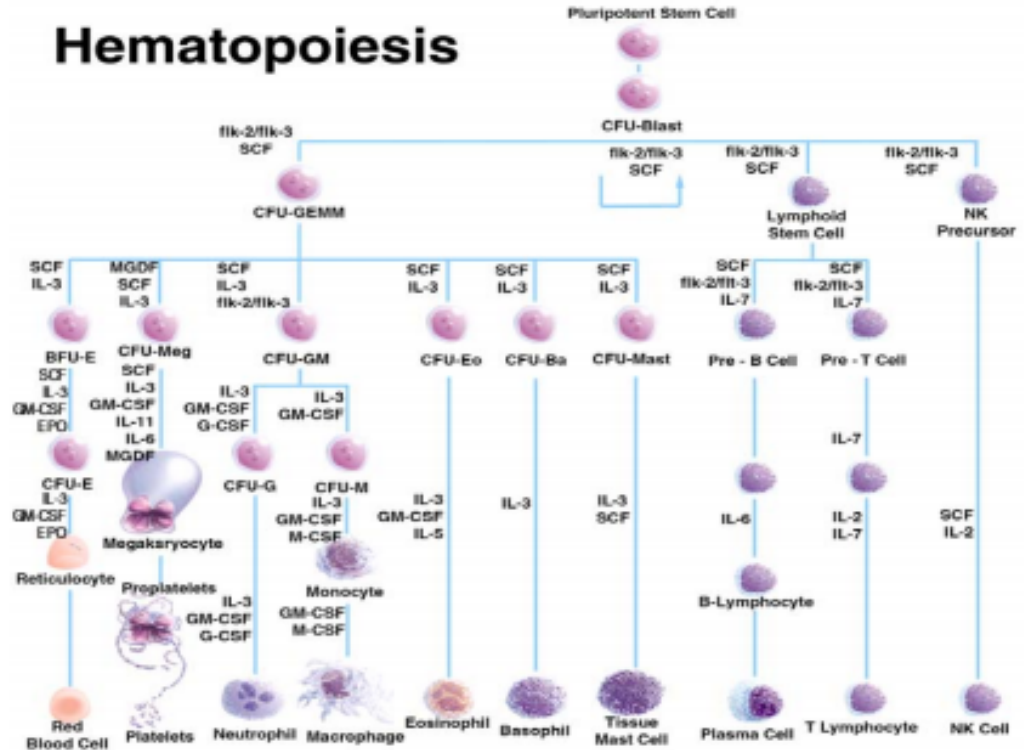 Pluripotent Stem Cell
Hematopoiesis
CFU-Blast
flk-2/flk-3
SCF
flk-2/flk-3
SCF
flk-2/flk-3
SCF
flk-2/flk-3
SCF
CFU-GEMM
Lymphoid
Stem Cell
NK
Precursor
SCF
IL-3
MGDF
SCF
IL-3
SCF
IL-3
flk-2/flk-3
SCF
IL-3
SCF
IL-3
SCF
IL-3
SCF
flk-2/flt-3
IL-7
SCF
flk-2/flt-3
IL-7
BFU-E
CFU-Meg
CFU-GM
CFU-Eo
CFU-Ba
CFU-Mast
Pre - B Cell
Pre - T Cell
SCF
IL-3
GM-CSF
EPO
SCF
IL-3
GM-CSF
IL-11
IL-6
MGDF
IL-3
GM-CSF
G-CSF
IL-3
GM-CSF
IL-7
CFU-E
CFU-G
CFU-M
IL-3
GM-CSF
EPO
IL-3
GM-CSF
M-CSF
IL-3
GM-CSF
IL-5
IL-3
IL-3
SCF
IL-6
IL-2
IL-7
SCF
IL-2
Megakaryocyte
Reticulocyte
Proplatelets
Monocyte
B-Lymphocyte
IL-3
GM-CSF
G-CSF
GM-CSF
M-CSF
Red
Blood Cell
Platelets
Neutrophil
Macrophage
Eosinophil
Basophil
Tissue
Mast Cell
Plasma Cell
T Lymphocyte
NK Cell